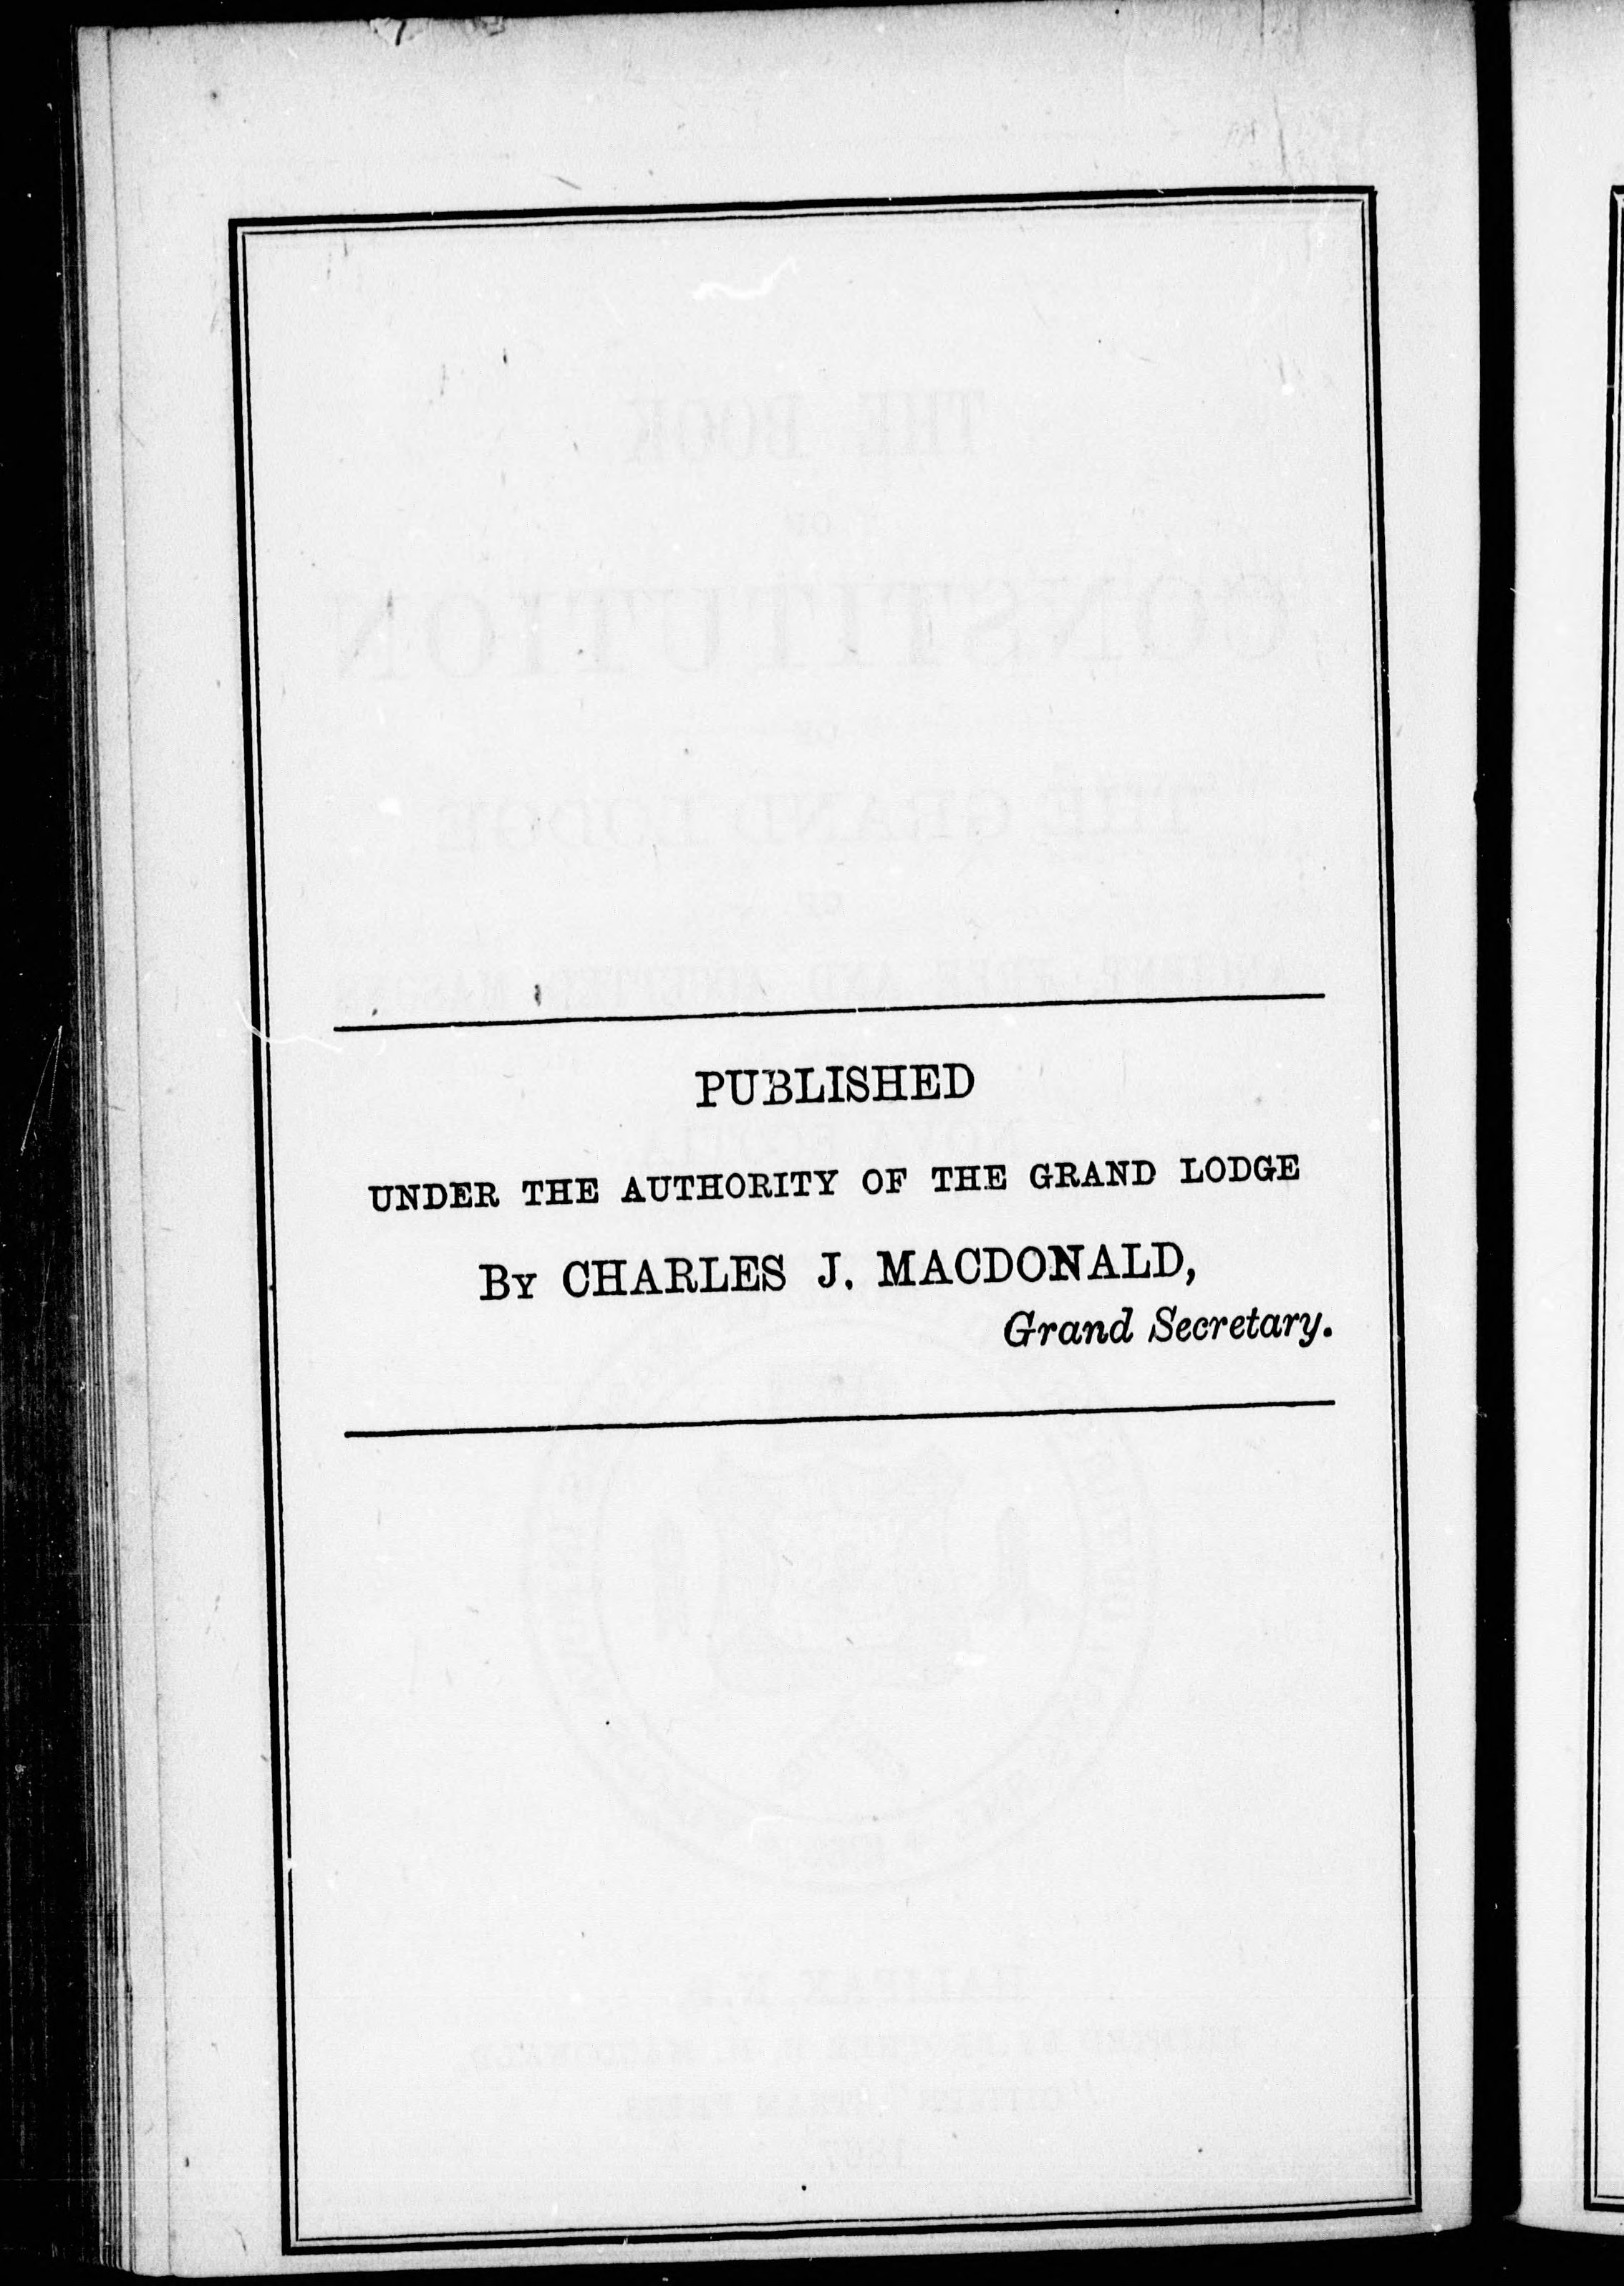 PUBLISHED
UNDER THE AUTHORITY OF THE GRAND LODGE
By CHARLES J. MACDONALD,
Grand Secretary.